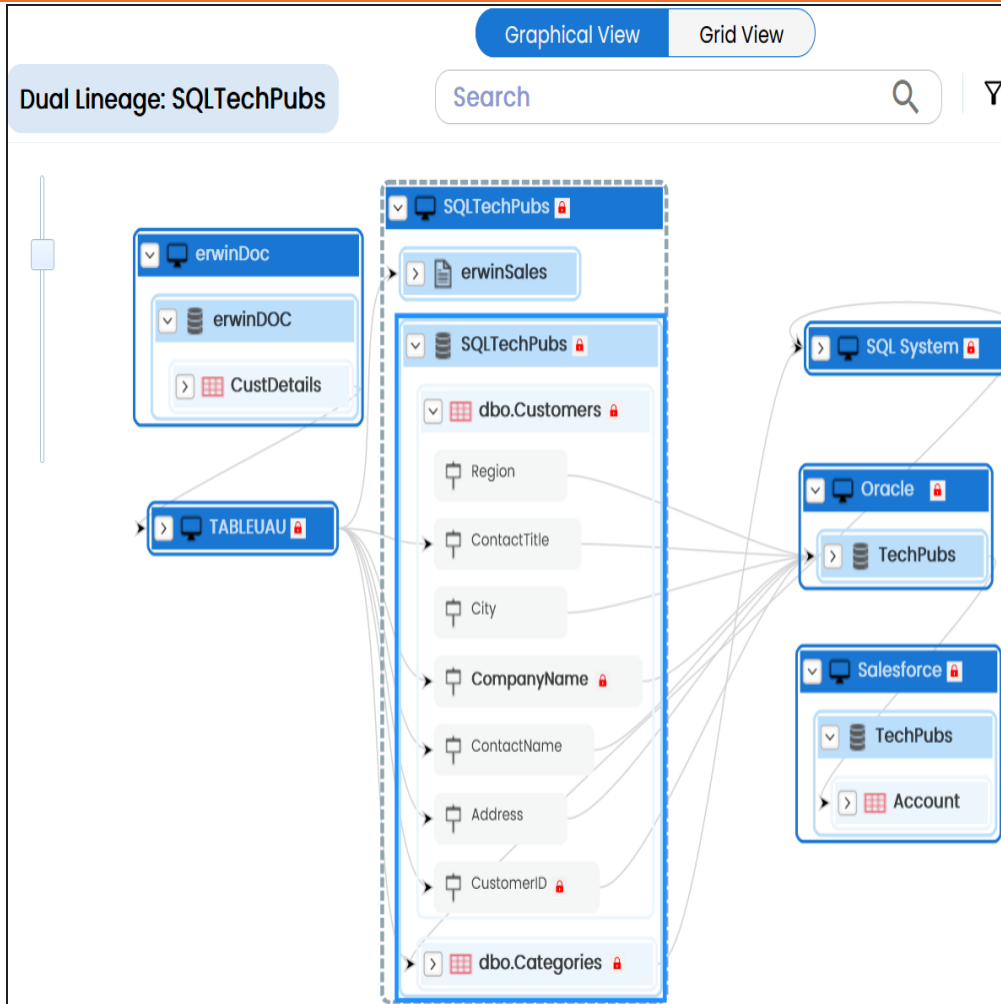 Graphical View
Grid View
Dual Lineage: SQLTechPubs
Search
SQLTechPubs
erwinDoc
erwinSales
erwinDOC
SQLTechPubs
SQL System
CustDetails
dbo.Customers
Region
Oracle
TABLEUAU
ContactTitle
TechPubs
City
CompanyName
Salesforce
ContactName
TechPubs
Account
Address
CustomerID
dbo.Categories